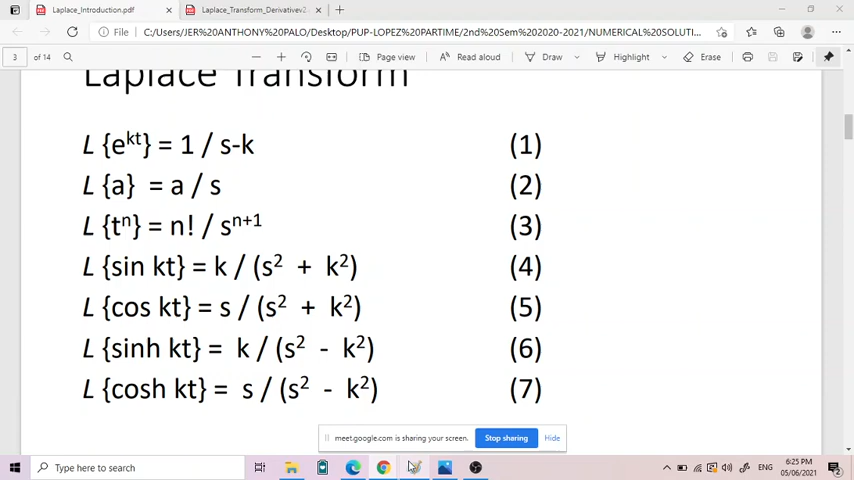 Laplace_Introduction.pdf
Laplace_Transform_Derivativev2.
File | C:/Users/JER%20ANTHONY%20PALO/Desktop/PUP-LOPEZ%20PARTIME/2nd%20Sem%202020-2021/NUMERICAL%20SOLUTI...
3 of 14
Page view
Read aloud
Draw
Highlight
Erase
Laplace Transform
L {e^kt} = 1 / s-k (1)
L {a} = a / s (2)
L {t^n} = n! / s^n+1 (3)
L {sin kt} = k / (s² + k²) (4)
L {cos kt} = s / (s² + k²) (5)
L {sinh kt} = k / (s² - k²) (6)
L {cosh kt} = s / (s² - k²) (7)
meet.google.com is sharing your screen. Stop sharing Hide
Type here to search
ENG
6:25 PM
05/06/2021
2